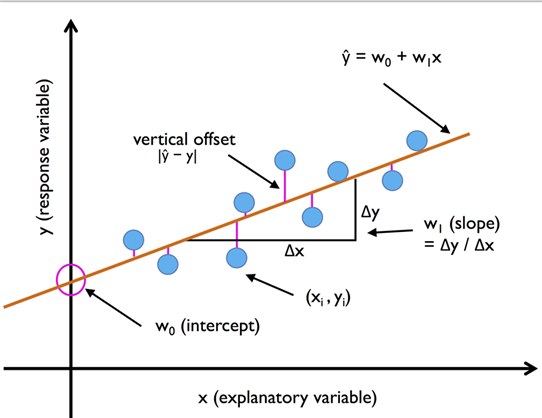 ŷ = w₀ + w₁x
vertical offset
|ŷ − y|
y (response variable)
Δy
w₁ (slope)
= Δy / Δx
Δx
(xᵢ , yᵢ)
w₀ (intercept)
x (explanatory variable)